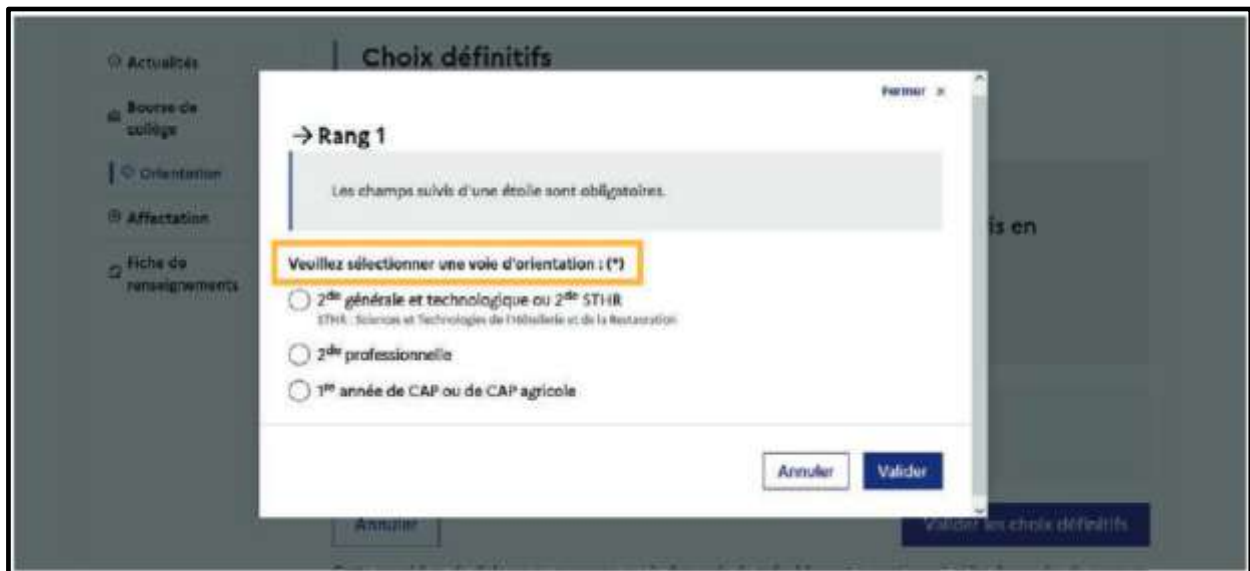 Actualités
Bourse de
collège
Orientation
Affectation
Fiche de
renseignements
Choix définitifs
Fermer ×
→ Rang 1
Les champs suivis d'une étoile sont obligatoires.
is en
Veuillez sélectionner une voie d'orientation : (*)
2de générale et technologique ou 2de STHR
STHR : Sciences et Technologies de l'Hôtellerie et de la Restauration
2de professionnelle
1re année de CAP ou de CAP agricole
Annuler
Valider
Annuler
Valider les choix définitifs